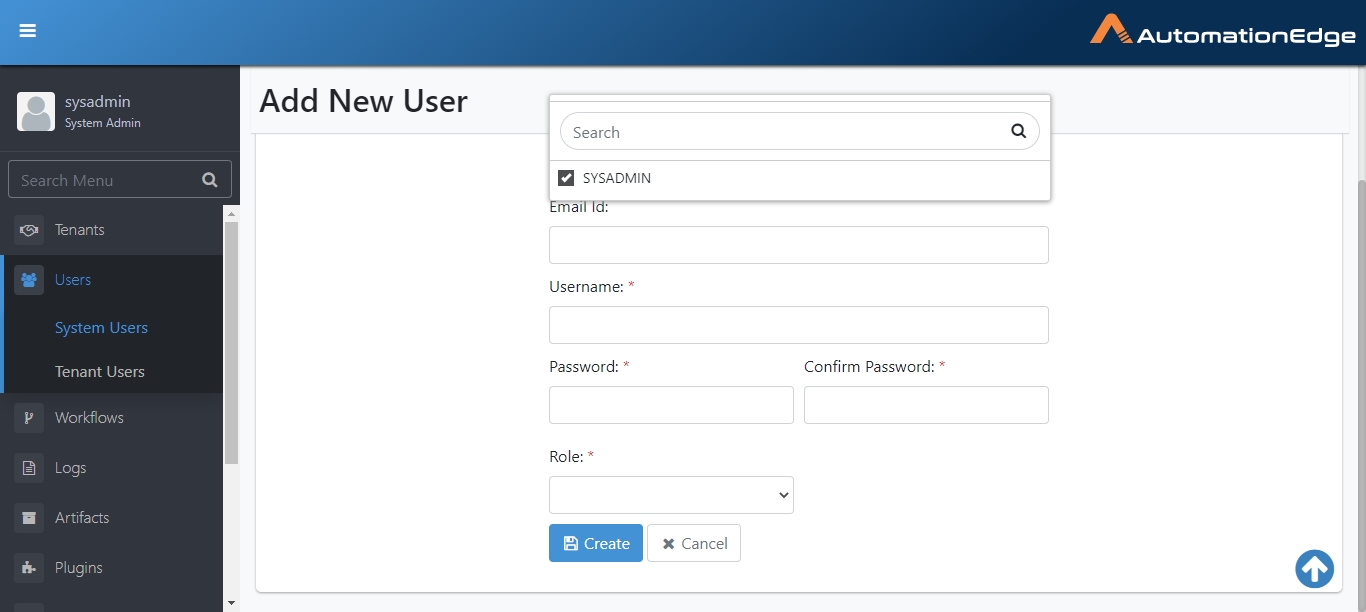 AutomationEdge
sysadmin
System Admin
Search Menu
Tenants
Users
System Users
Tenant Users
Workflows
Logs
Artifacts
Plugins
Add New User
Search
SYSADMIN
Email Id:
Username: *
Password: *
Confirm Password: *
Role: *
Create
Cancel